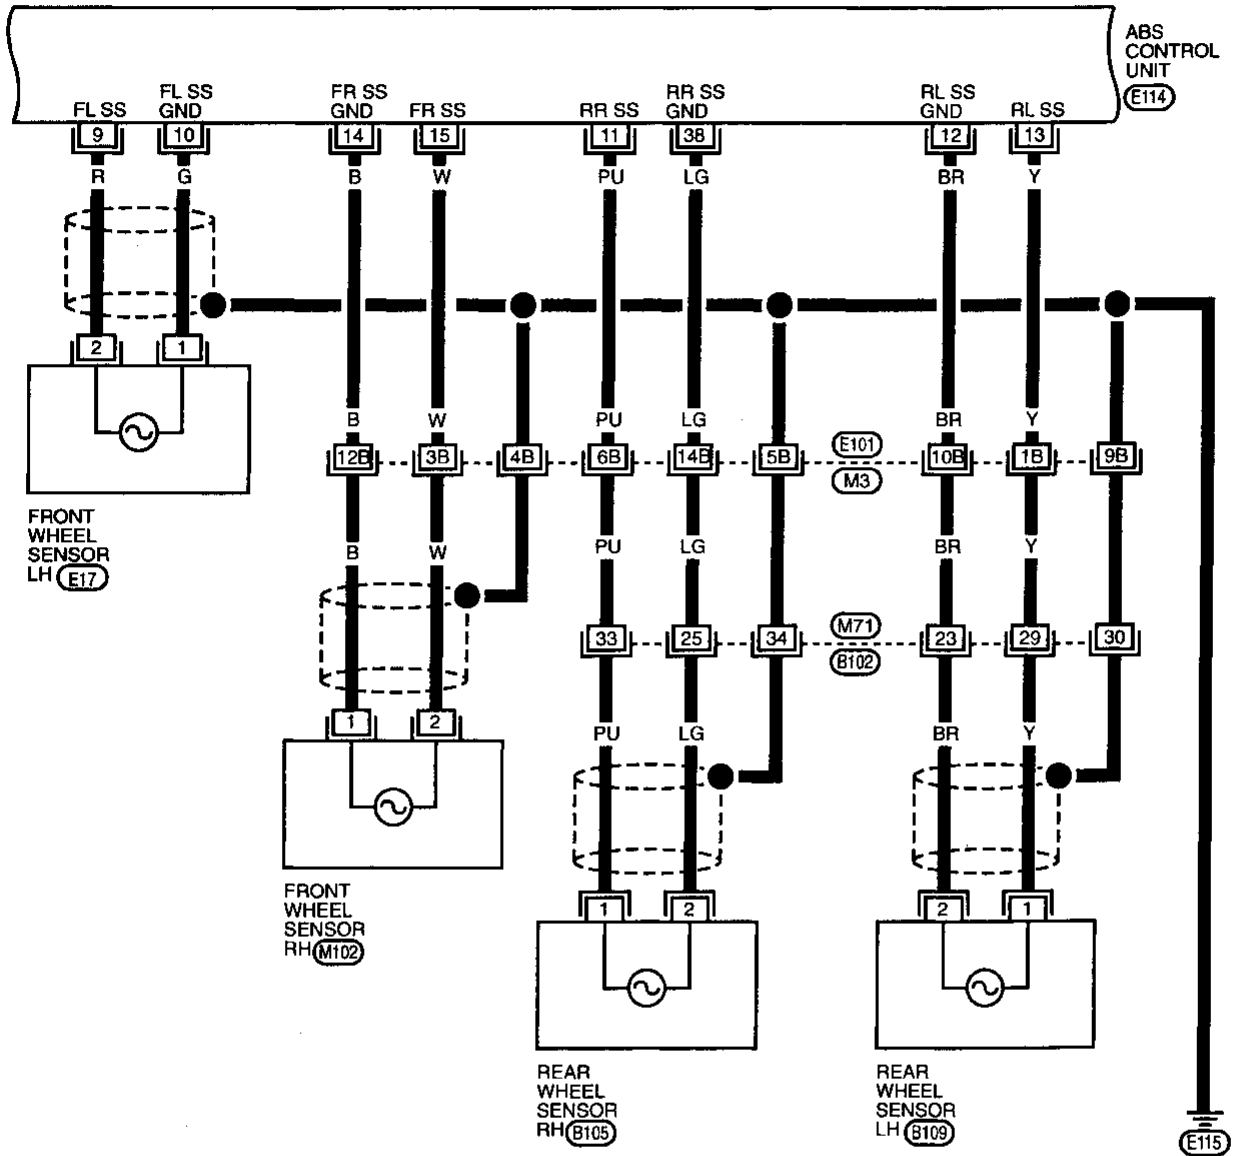 ABS
CONTROL
UNIT
E114
FL SS
FL SS
GND
FR SS
GND
FR SS
RR SS
RR SS
GND
RL SS
GND
RL SS
9 10 14 15 11 38 12 13
R G B W PU LG BR Y
2 1
B W PU LG BR Y
12B 3B 4B 6B 14B 5B E101 M3 10B 1B 9B
FRONT
WHEEL
SENSOR
LH E17
B W PU LG BR Y
33 25 34 M71 B102 23 29 30
1 2
PU LG BR Y
FRONT
WHEEL
SENSOR
RH M102
1 2 2 1
REAR
WHEEL
SENSOR
RH B105
REAR
WHEEL
SENSOR
LH B109
E115